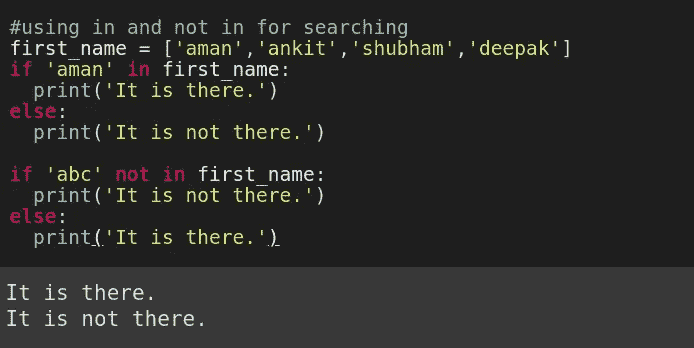 #using in and not in for searching
first_name = ['aman','ankit','shubham','deepak']
if 'aman' in first_name:
  print('It is there.')
else:
  print('It is not there.')

if 'abc' not in first_name:
  print('It is not there.')
else:
  print('It is there.')
It is there.
It is not there.